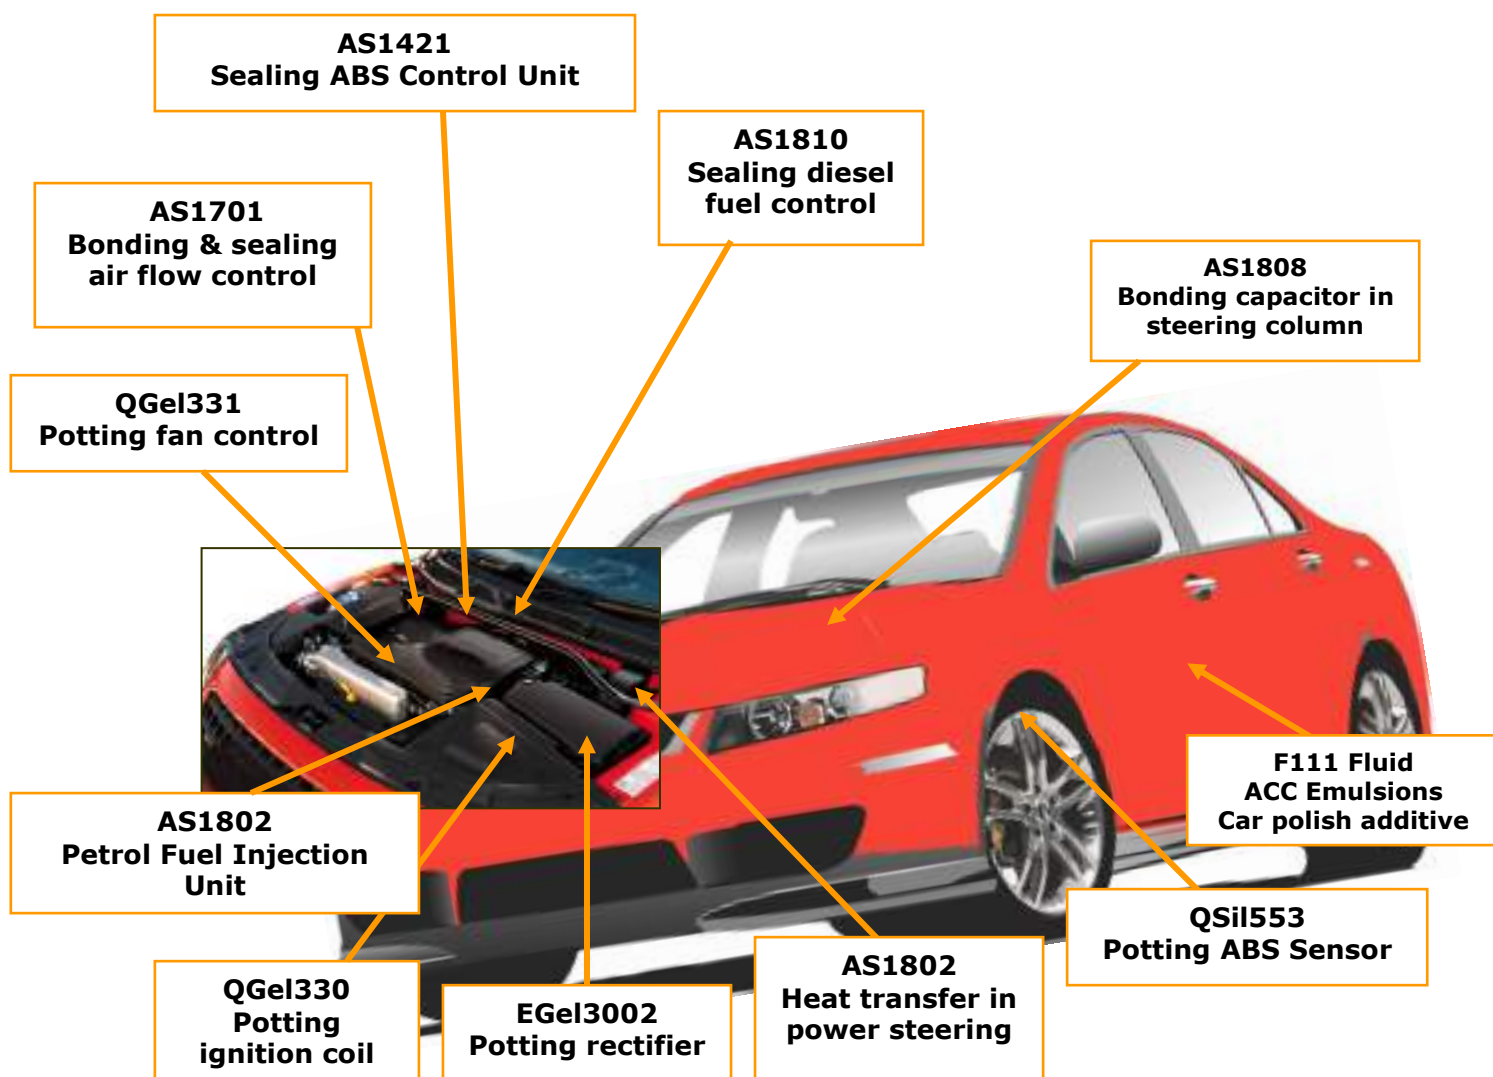 AS1421
Sealing ABS Control Unit
AS1810
Sealing diesel
fuel control
AS1701
Bonding & sealing
air flow control
AS1808
Bonding capacitor in
steering column
QGel331
Potting fan control
AS1802
Petrol Fuel Injection
Unit
F111 Fluid
ACC Emulsions
Car polish additive
QSil553
Potting ABS Sensor
QGel330
Potting
ignition coil
EGel3002
Potting rectifier
AS1802
Heat transfer in
power steering